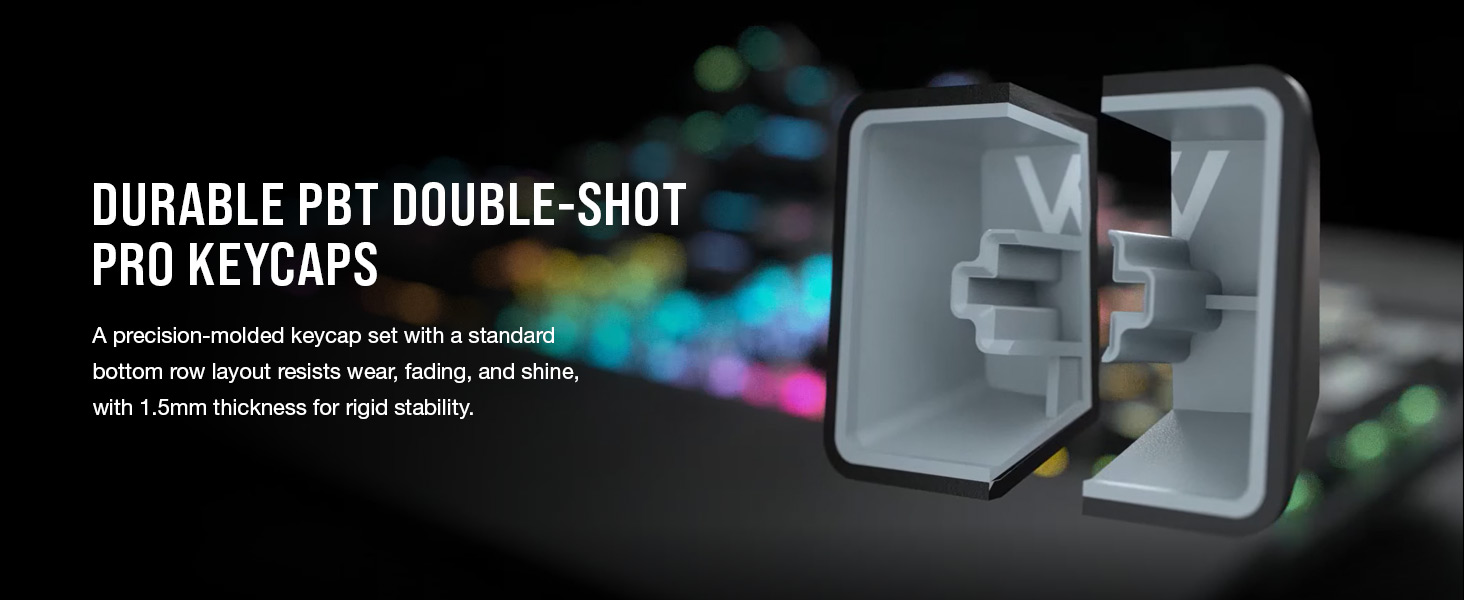 DURABLE PBT DOUBLE-SHOT
PRO KEYCAPS
A precision-molded keycap set with a standard
bottom row layout resists wear, fading, and shine,
with 1.5mm thickness for rigid stability.
W